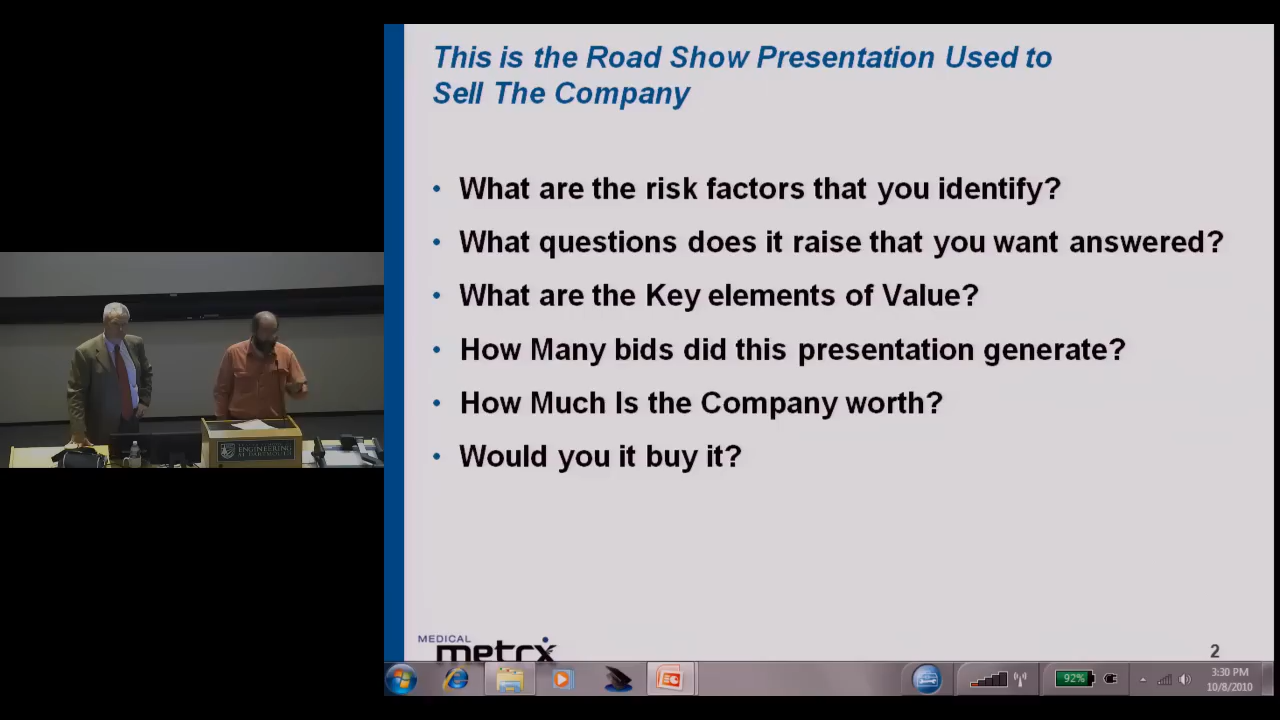 This is the Road Show Presentation Used to
Sell The Company
• What are the risk factors that you identify?
• What questions does it raise that you want answered?
• What are the Key elements of Value?
• How Many bids did this presentation generate?
• How Much Is the Company worth?
• Would you it buy it?
ENGINEERING
AT DARTMOUTH
MEDICAL
metrx
2
92%
3:30 PM
10/8/2010